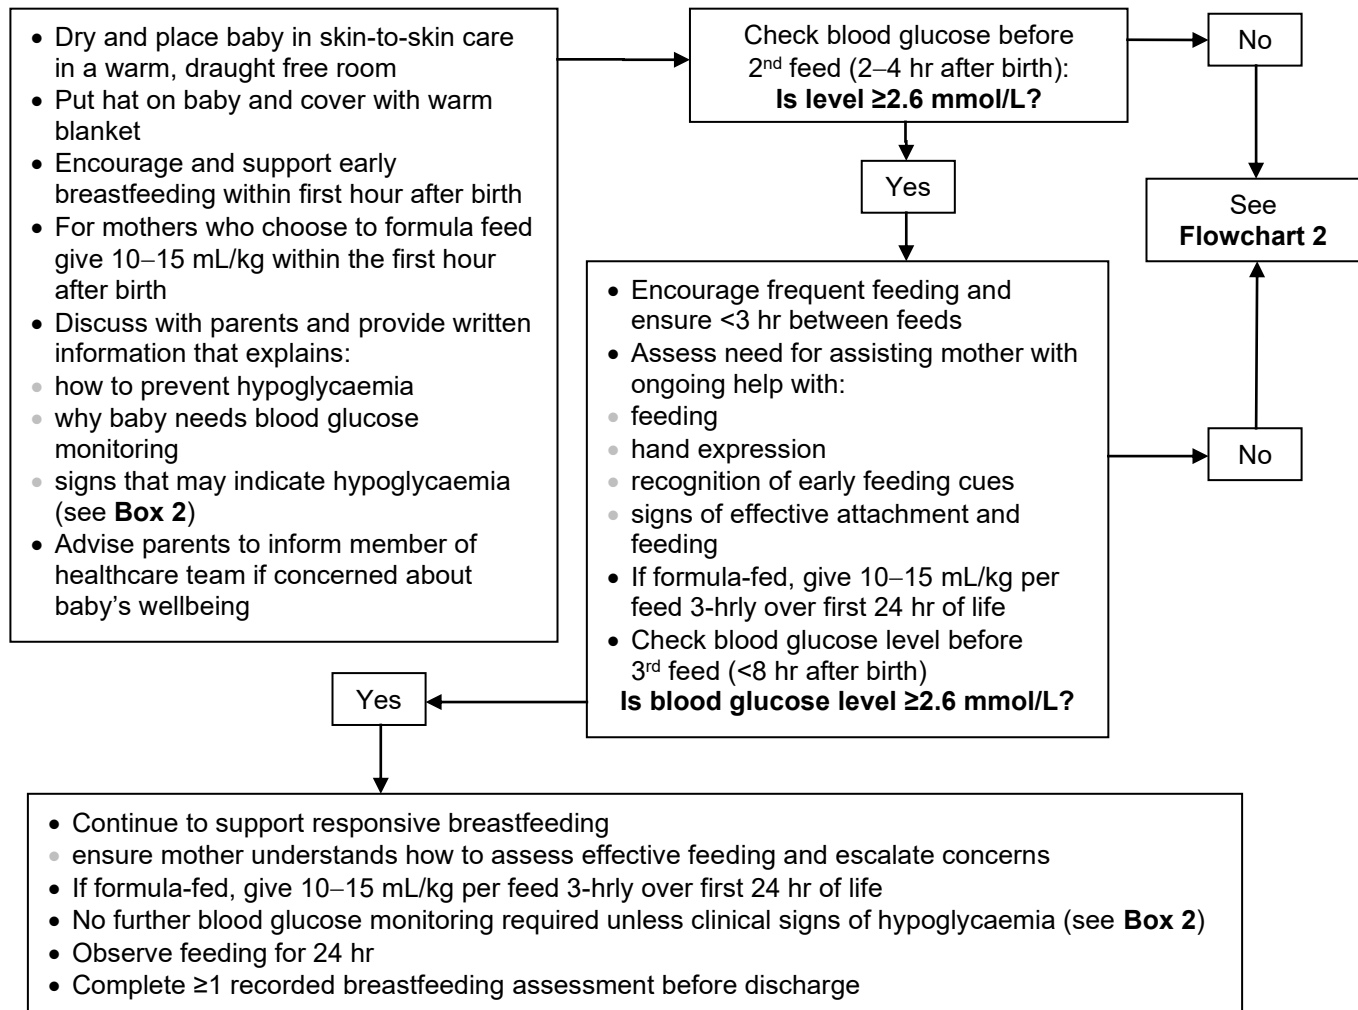 • Dry and place baby in skin-to-skin care
in a warm, draught free room
• Put hat on baby and cover with warm
blanket
• Encourage and support early
breastfeeding within first hour after birth
• For mothers who choose to formula feed
give 10–15 mL/kg within the first hour
after birth
• Discuss with parents and provide written
information that explains:
• how to prevent hypoglycaemia
• why baby needs blood glucose
monitoring
• signs that may indicate hypoglycaemia
(see Box 2)
• Advise parents to inform member of
healthcare team if concerned about
baby's wellbeing
Check blood glucose before
2nd feed (2–4 hr after birth):
Is level ≥2.6 mmol/L?
No
See
Flowchart 2
Yes
• Encourage frequent feeding and
ensure <3 hr between feeds
• Assess need for assisting mother with
ongoing help with:
• feeding
• hand expression
• recognition of early feeding cues
• signs of effective attachment and
feeding
• If formula-fed, give 10–15 mL/kg per
feed 3-hrly over first 24 hr of life
• Check blood glucose level before
3rd feed (<8 hr after birth)
Is blood glucose level ≥2.6 mmol/L?
No
Yes
• Continue to support responsive breastfeeding
• ensure mother understands how to assess effective feeding and escalate concerns
• If formula-fed, give 10–15 mL/kg per feed 3-hrly over first 24 hr of life
• No further blood glucose monitoring required unless clinical signs of hypoglycaemia (see Box 2)
• Observe feeding for 24 hr
• Complete ≥1 recorded breastfeeding assessment before discharge